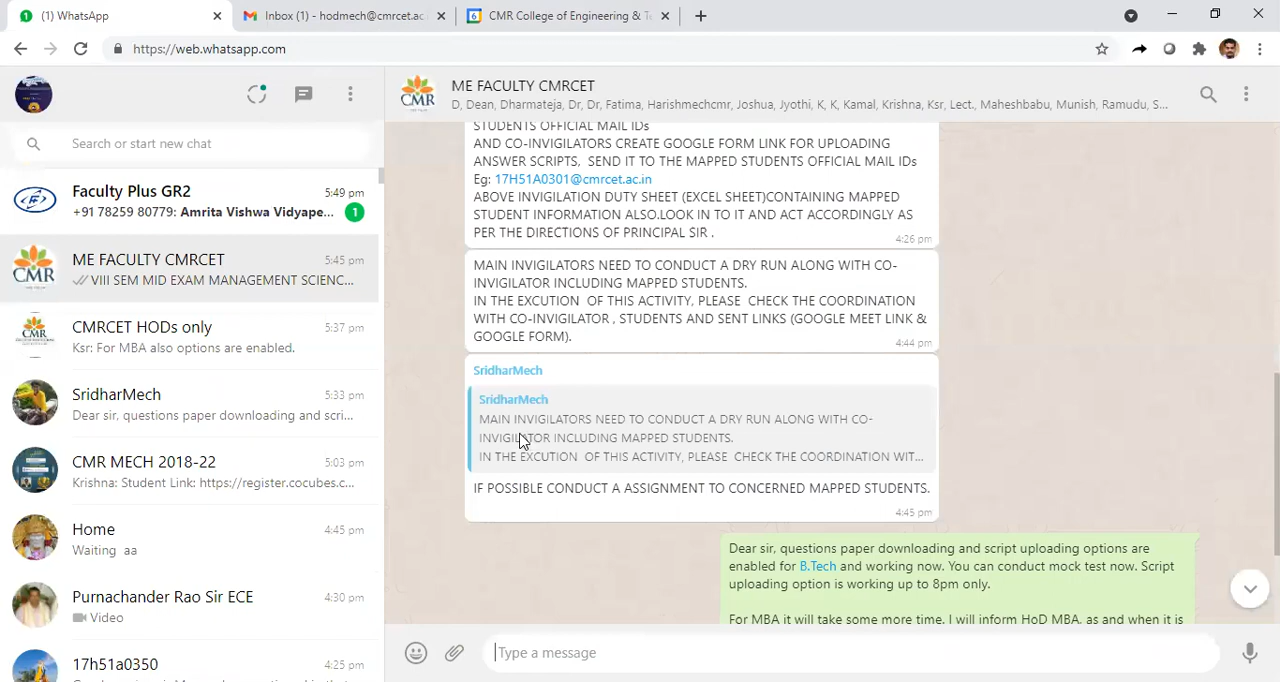 (1) WhatsApp
Inbox (1) - hodmech@cmrcet.ac
CMR College of Engineering & Te
https://web.whatsapp.com
Search or start new chat
Faculty Plus GR2
5:49 pm
+91 78259 80779: Amrita Vishwa Vidyape...
1
ME FACULTY CMRCET
5:45 pm
VIII SEM MID EXAM MANAGEMENT SCIENC...
CMRCET HODs only
5:37 pm
Ksr: For MBA also options are enabled.
SridharMech
5:33 pm
Dear sir, questions paper downloading and scri...
CMR MECH 2018-22
5:03 pm
Krishna: Student Link: https://register.cocubes.c...
Home
4:45 pm
Waiting aa
Purnachander Rao Sir ECE
4:30 pm
Video
17h51a0350
4:25 pm
CMR
ME FACULTY CMRCET
D, Dean, Dharmateja, Dr, Dr, Fatima, Harishmechcmr, Joshua, Jyothi, K, K, Kamal, Krishna, Ksr, Lect., Maheshbabu, Munish, Ramudu, S...
STUDENTS OFFICIAL MAIL IDs
AND CO-INVIGILATORS CREATE GOOGLE FORM LINK FOR UPLOADING
ANSWER SCRIPTS, SEND IT TO THE MAPPED STUDENTS OFFICIAL MAIL IDs
Eg: 17H51A0301@cmrcet.ac.in
ABOVE INVIGILATION DUTY SHEET (EXCEL SHEET)CONTAINING MAPPED
STUDENT INFORMATION ALSO.LOOK IN TO IT AND ACT ACCORDINGLY AS
PER THE DIRECTIONS OF PRINCIPAL SIR .
4:26 pm
MAIN INVIGILATORS NEED TO CONDUCT A DRY RUN ALONG WITH CO-
INVIGILATOR INCLUDING MAPPED STUDENTS.
IN THE EXCUTION OF THIS ACTIVITY, PLEASE CHECK THE COORDINATION
WITH CO-INVIGILATOR , STUDENTS AND SENT LINKS (GOOGLE MEET LINK &
GOOGLE FORM).
4:44 pm
SridharMech
SridharMech
MAIN INVIGILATORS NEED TO CONDUCT A DRY RUN ALONG WITH CO-
INVIGILATOR INCLUDING MAPPED STUDENTS.
IN THE EXCUTION OF THIS ACTIVITY, PLEASE CHECK THE COORDINATION WIT...
IF POSSIBLE CONDUCT A ASSIGNMENT TO CONCERNED MAPPED STUDENTS.
4:45 pm
Dear sir, questions paper downloading and script uploading options are
enabled for B.Tech and working now. You can conduct mock test now. Script
uploading option is working up to 8pm only.
For MBA it will take some more time. I will inform HoD MBA, as and when it is
Type a message